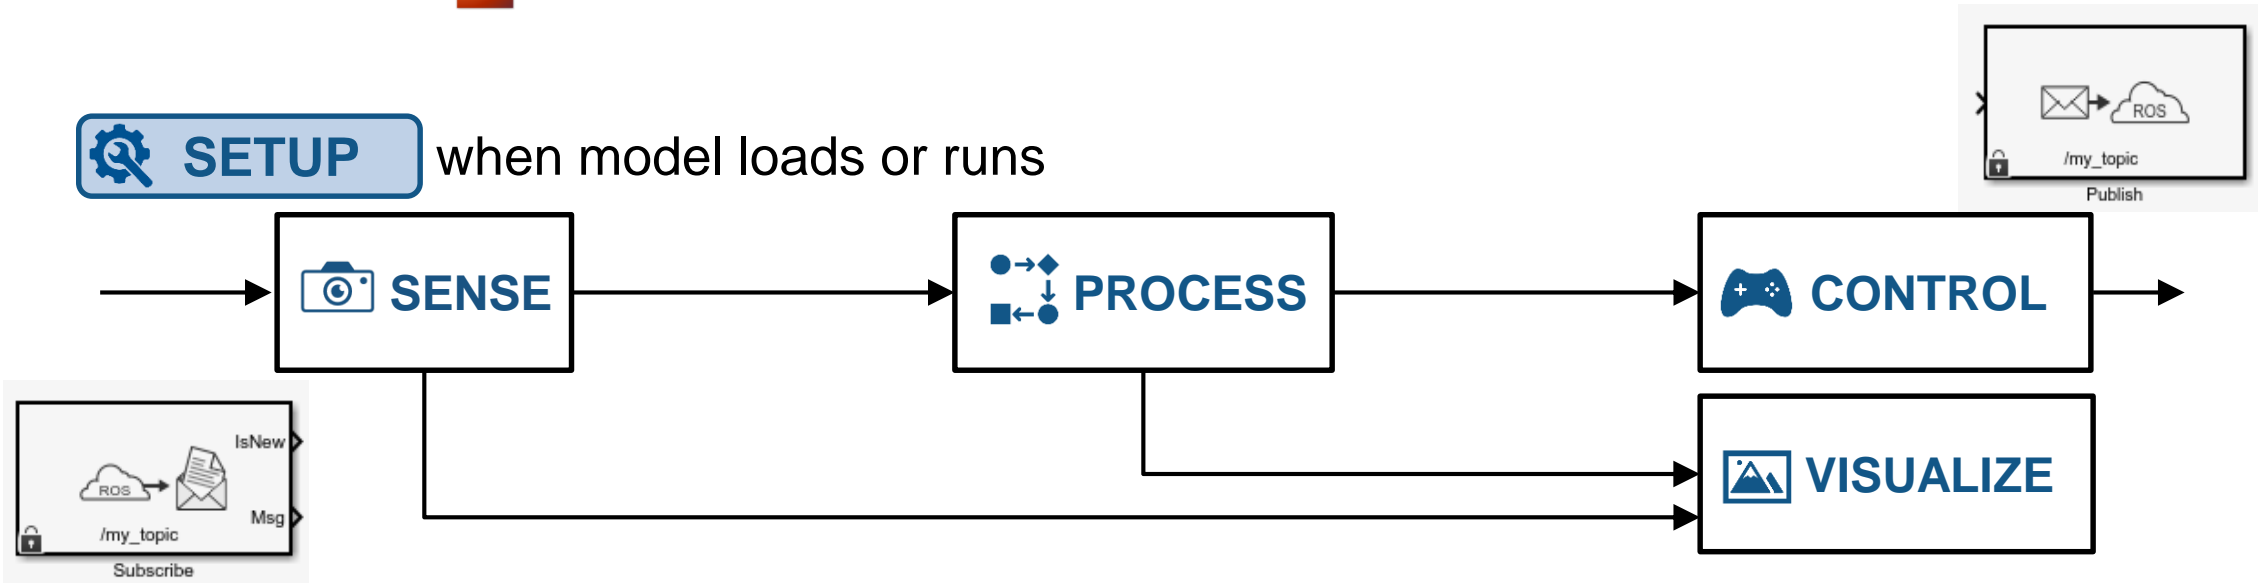 ROS
/my_topic
Publish
SETUP when model loads or runs
SENSE
PROCESS
CONTROL
VISUALIZE
IsNew
ROS
Msg
/my_topic
Subscribe